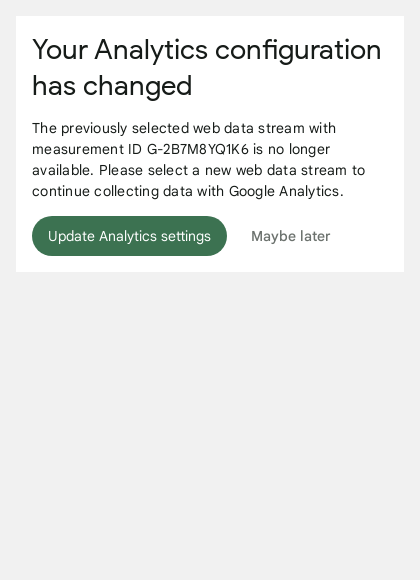 Your Analytics configuration
has changed
The previously selected web data stream with
measurement ID G-2B7M8YQ1K6 is no longer
available. Please select a new web data stream to
continue collecting data with Google Analytics.
Update Analytics settings
Maybe later